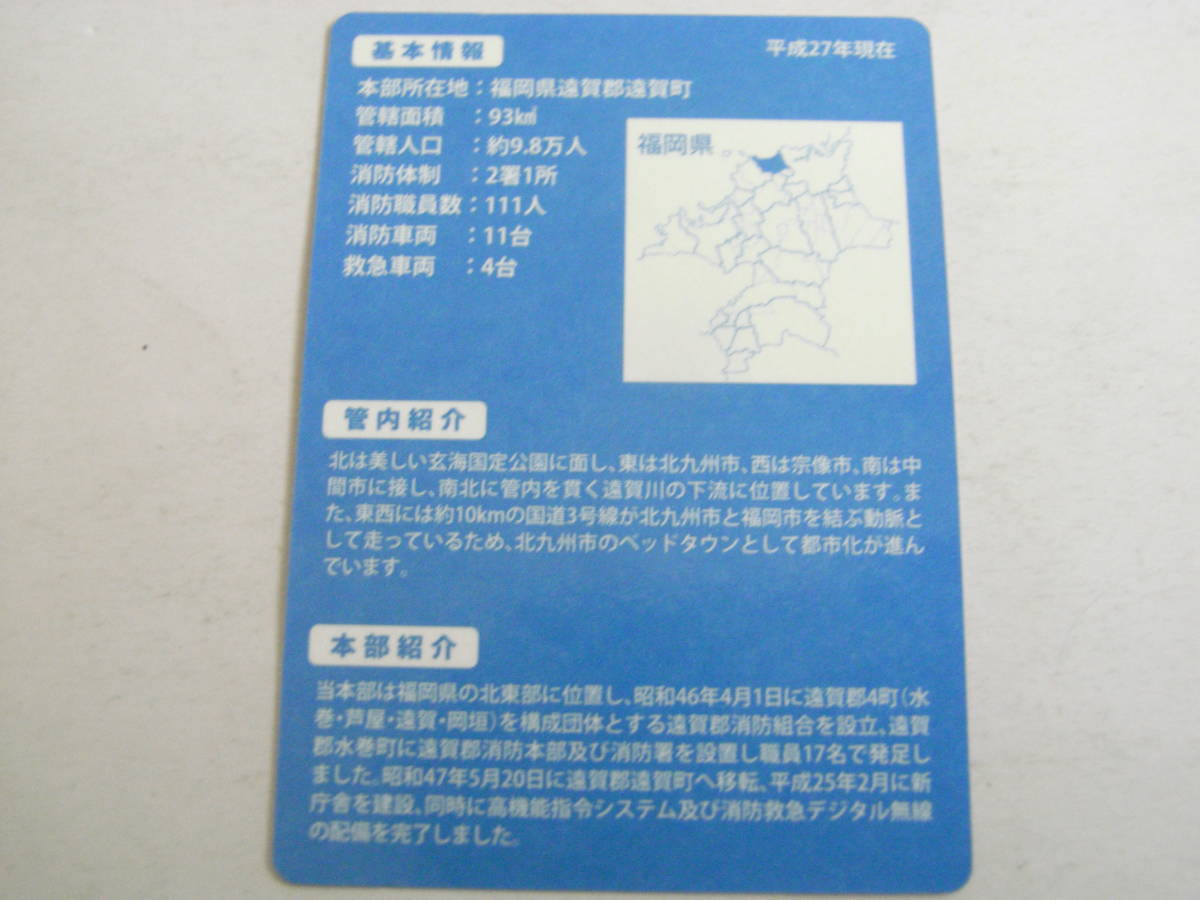 基本情報
平成27年現在
本部所在地：福岡県遠賀郡遠賀町
管轄面積　：93㎢
管轄人口　：約9.8万人
消防体制　：2署1所
消防職員数：111人
消防車両　：11台
救急車両　：4台
福岡県
管内紹介
北は美しい玄海国定公園に面し、東は北九州市、西は宗像市、南は中
間市に接し、南北に管内を貫く遠賀川の下流に位置しています。ま
た、東西には約10kmの国道3号線が北九州市と福岡市を結ぶ動脈と
して走っているため、北九州市のベッドタウンとして都市化が進ん
でいます。
本部紹介
当本部は福岡県の北東部に位置し、昭和46年4月1日に遠賀郡4町（水
巻・芦屋・遠賀・岡垣）を構成団体とする遠賀郡消防組合を設立、遠賀
郡水巻町に遠賀郡消防本部及び消防署を設置し職員17名で発足し
ました。昭和47年5月20日に遠賀郡遠賀町へ移転、平成25年2月に新
庁舎を建設、同時に高機能指令システム及び消防救急デジタル無線
の配備を完了しました。